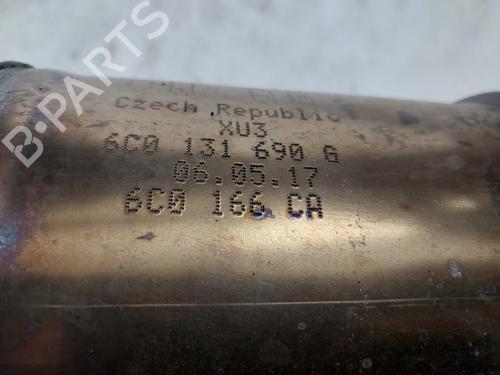 B-PARTS
Czech Republic
XU3
6C0 131 690 G
06.05.17
6C0 166 CA